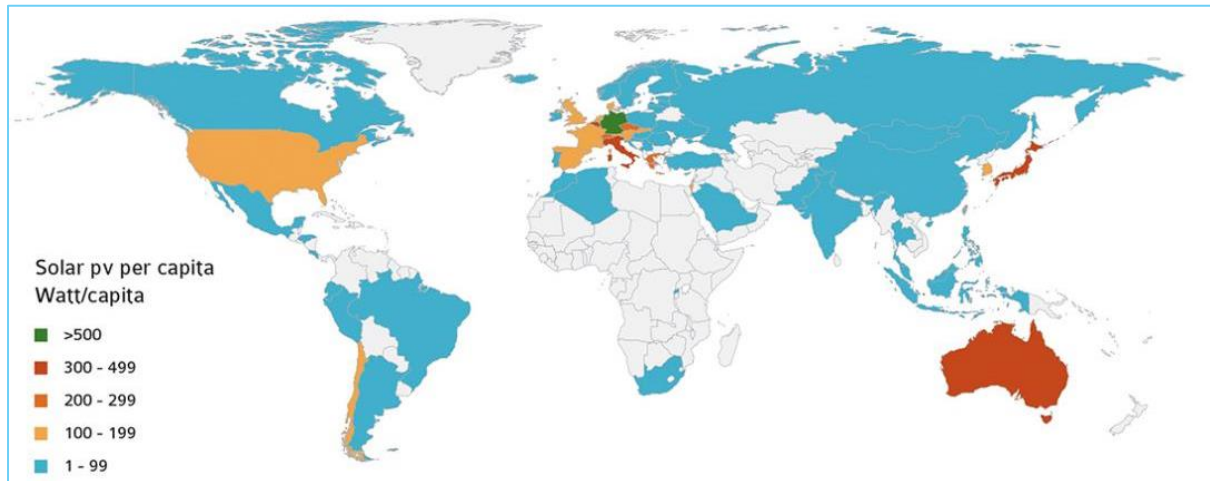 Solar pv per capita
Watt/capita
>500
300 - 499
200 - 299
100 - 199
1 - 99